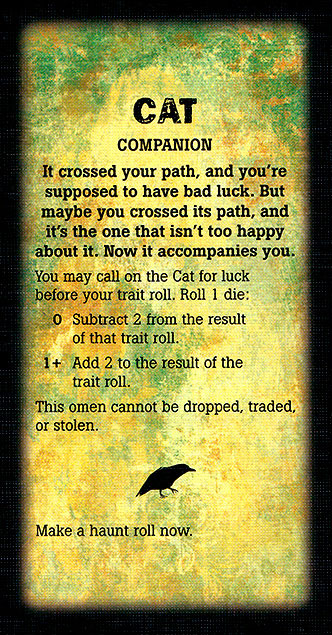 CAT
COMPANION
It crossed your path, and you're
supposed to have bad luck. But
maybe you crossed its path, and
it's the one that isn't too happy
about it. Now it accompanies you.
You may call on the Cat for luck
before your trait roll. Roll 1 die:
0 Subtract 2 from the result
of that trait roll.
1+ Add 2 to the result of the
trait roll.
This omen cannot be dropped, traded,
or stolen.
Make a haunt roll now.